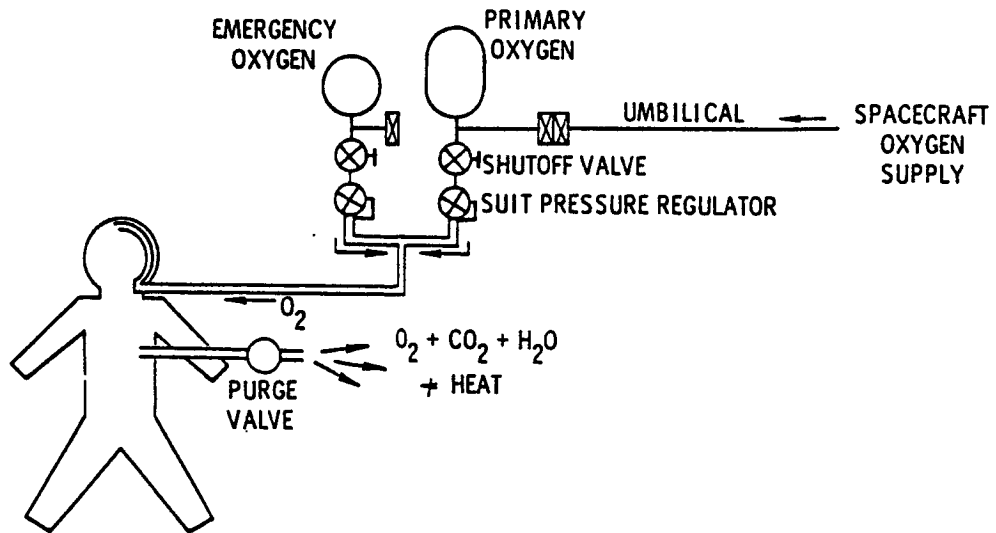 EMERGENCY
OXYGEN
PRIMARY
OXYGEN
UMBILICAL
SPACECRAFT
OXYGEN
SUPPLY
SHUTOFF VALVE
SUIT PRESSURE REGULATOR
O₂
O₂ + CO₂ + H₂O
+ HEAT
PURGE
VALVE